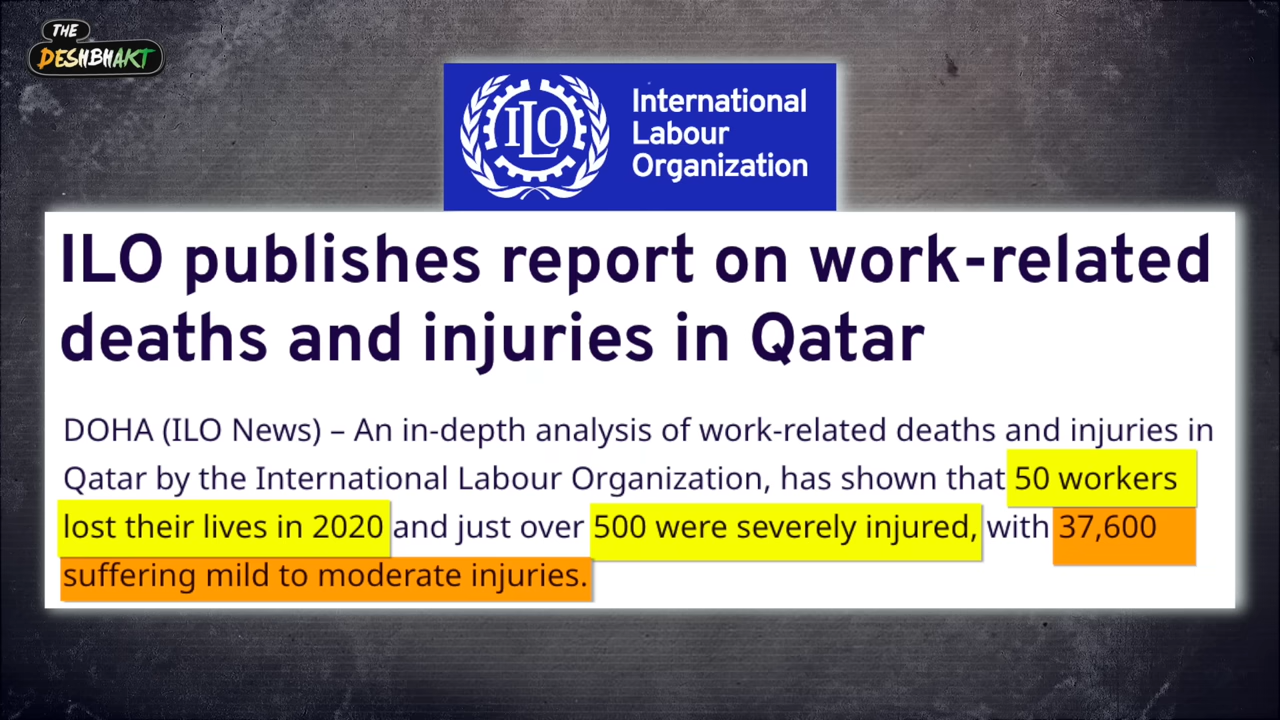 THE
DESHBHAKT
ILO
International
Labour
Organization
ILO publishes report on work-related
deaths and injuries in Qatar
DOHA (ILO News) – An in-depth analysis of work-related deaths and injuries in
Qatar by the International Labour Organization, has shown that 50 workers
lost their lives in 2020 and just over 500 were severely injured, with 37,600
suffering mild to moderate injuries.